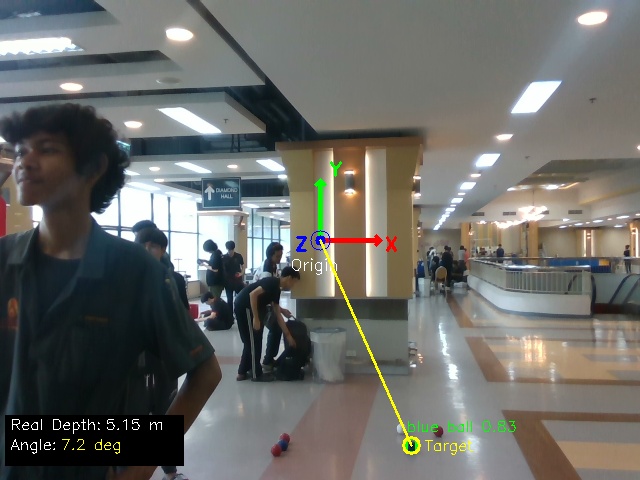 DIAMOND
HALL
Y
Z
X
Origin
blue ball 0.83
Target
Real Depth: 5.15 m
Angle: 7.2 deg